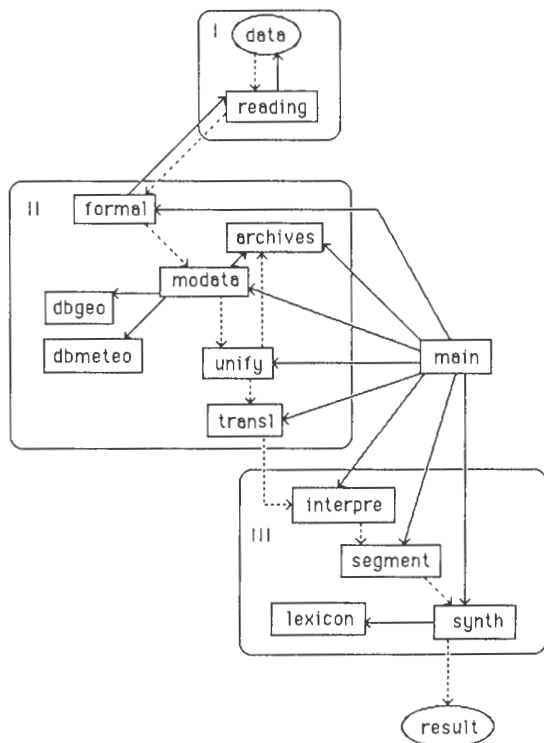 I
data
reading
II
formal
archives
modata
dbgeo
dbmeteo
unify
main
transl
interpre
III
segment
lexicon
synth
result